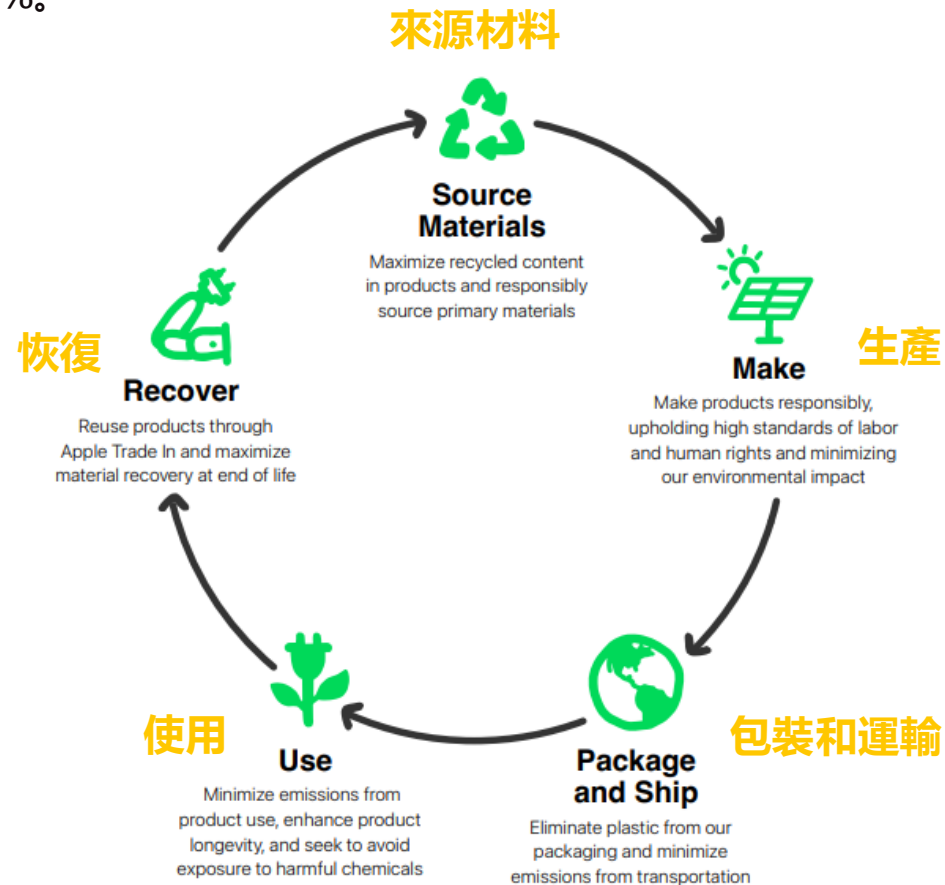 %。
來源材料
Source
Materials
Maximize recycled content
in products and responsibly
source primary materials
生產
Make
Make products responsibly,
upholding high standards of labor
and human rights and minimizing
our environmental impact
包裝和運輸
Package
and Ship
Eliminate plastic from our
packaging and minimize
emissions from transportation
使用
Use
Minimize emissions from
product use, enhance product
longevity, and seek to avoid
exposure to harmful chemicals
恢復
Recover
Reuse products through
Apple Trade In and maximize
material recovery at end of life